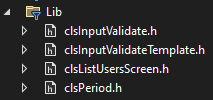 Lib
clsInputValidate.h
clsInputValidateTemplate.h
clsListUsersScreen.h
clsPeriod.h